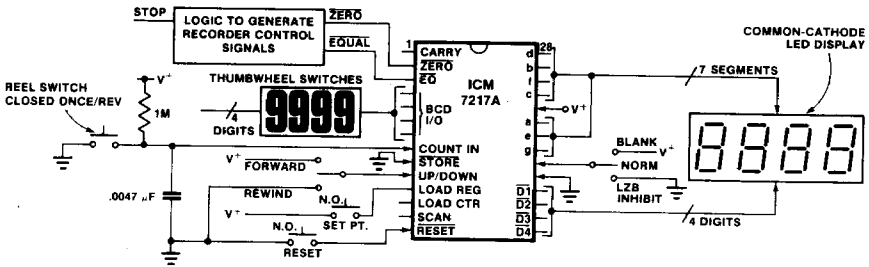 STOP
LOGIC TO GENERATE
RECORDER CONTROL
SIGNALS
ZERO
EQUAL
COMMON-CATHODE
LED DISPLAY
1
28
CARRY
ZERO
EQ
BCD
I/O
COUNT IN
STORE
UP/DOWN
LOAD REG
LOAD CTR
SCAN
RESET
ICM
7217A
d
b
f
c
V+
a
e
g
D1
D2
D3
D4
7 SEGMENTS
8888
4 DIGITS
BLANK
V+
NORM
LZB
INHIBIT
REEL SWITCH
CLOSED ONCE/REV
V+
1M
THUMBWHEEL SWITCHES
9999
4
DIGITS
V+
FORWARD
REWIND
.0047 µF
V+
N.O.
SET PT.
N.O.
RESET